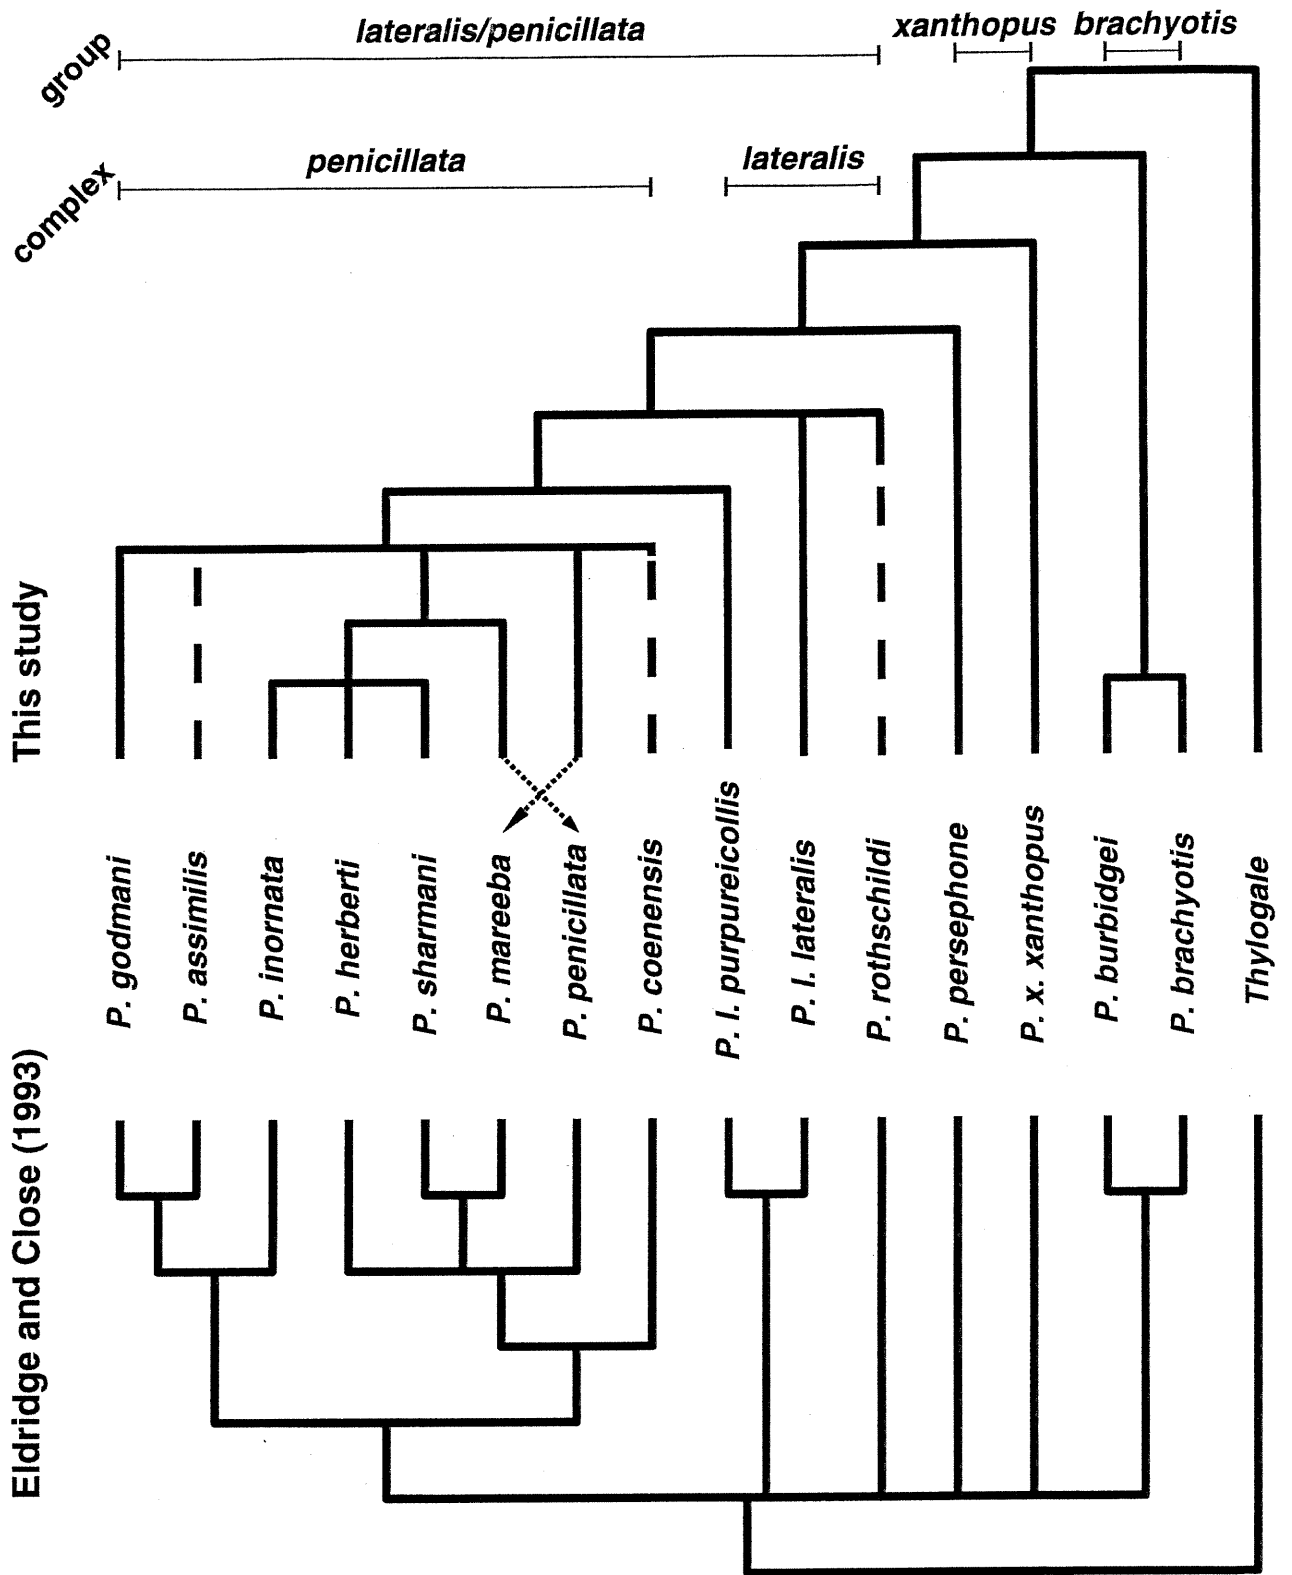 group
lateralis/penicillata
xanthopus
brachyotis
complex
penicillata
lateralis
This study
P. godmani
P. assimilis
P. inornata
P. herberti
P. sharmani
P. mareeba
P. penicillata
P. coenensis
P. l. purpureicollis
P. l. lateralis
P. rothschildi
P. persephone
P. x. xanthopus
P. burbidgei
P. brachyotis
Thylogale
Eldridge and Close (1993)